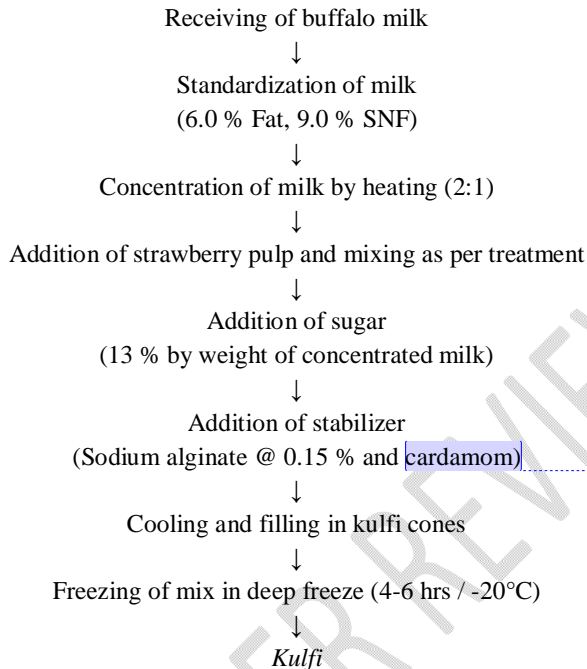 Receiving of buffalo milk
↓
Standardization of milk
(6.0 % Fat, 9.0 % SNF)
↓
Concentration of milk by heating (2:1)
↓
Addition of strawberry pulp and mixing as per treatment
↓
Addition of sugar
(13 % by weight of concentrated milk)
↓
Addition of stabilizer
(Sodium alginate @ 0.15 % and cardamom)
↓
Cooling and filling in kulfi cones
↓
Freezing of mix in deep freeze (4-6 hrs / -20°C)
↓
Kulfi
ER REVIEW